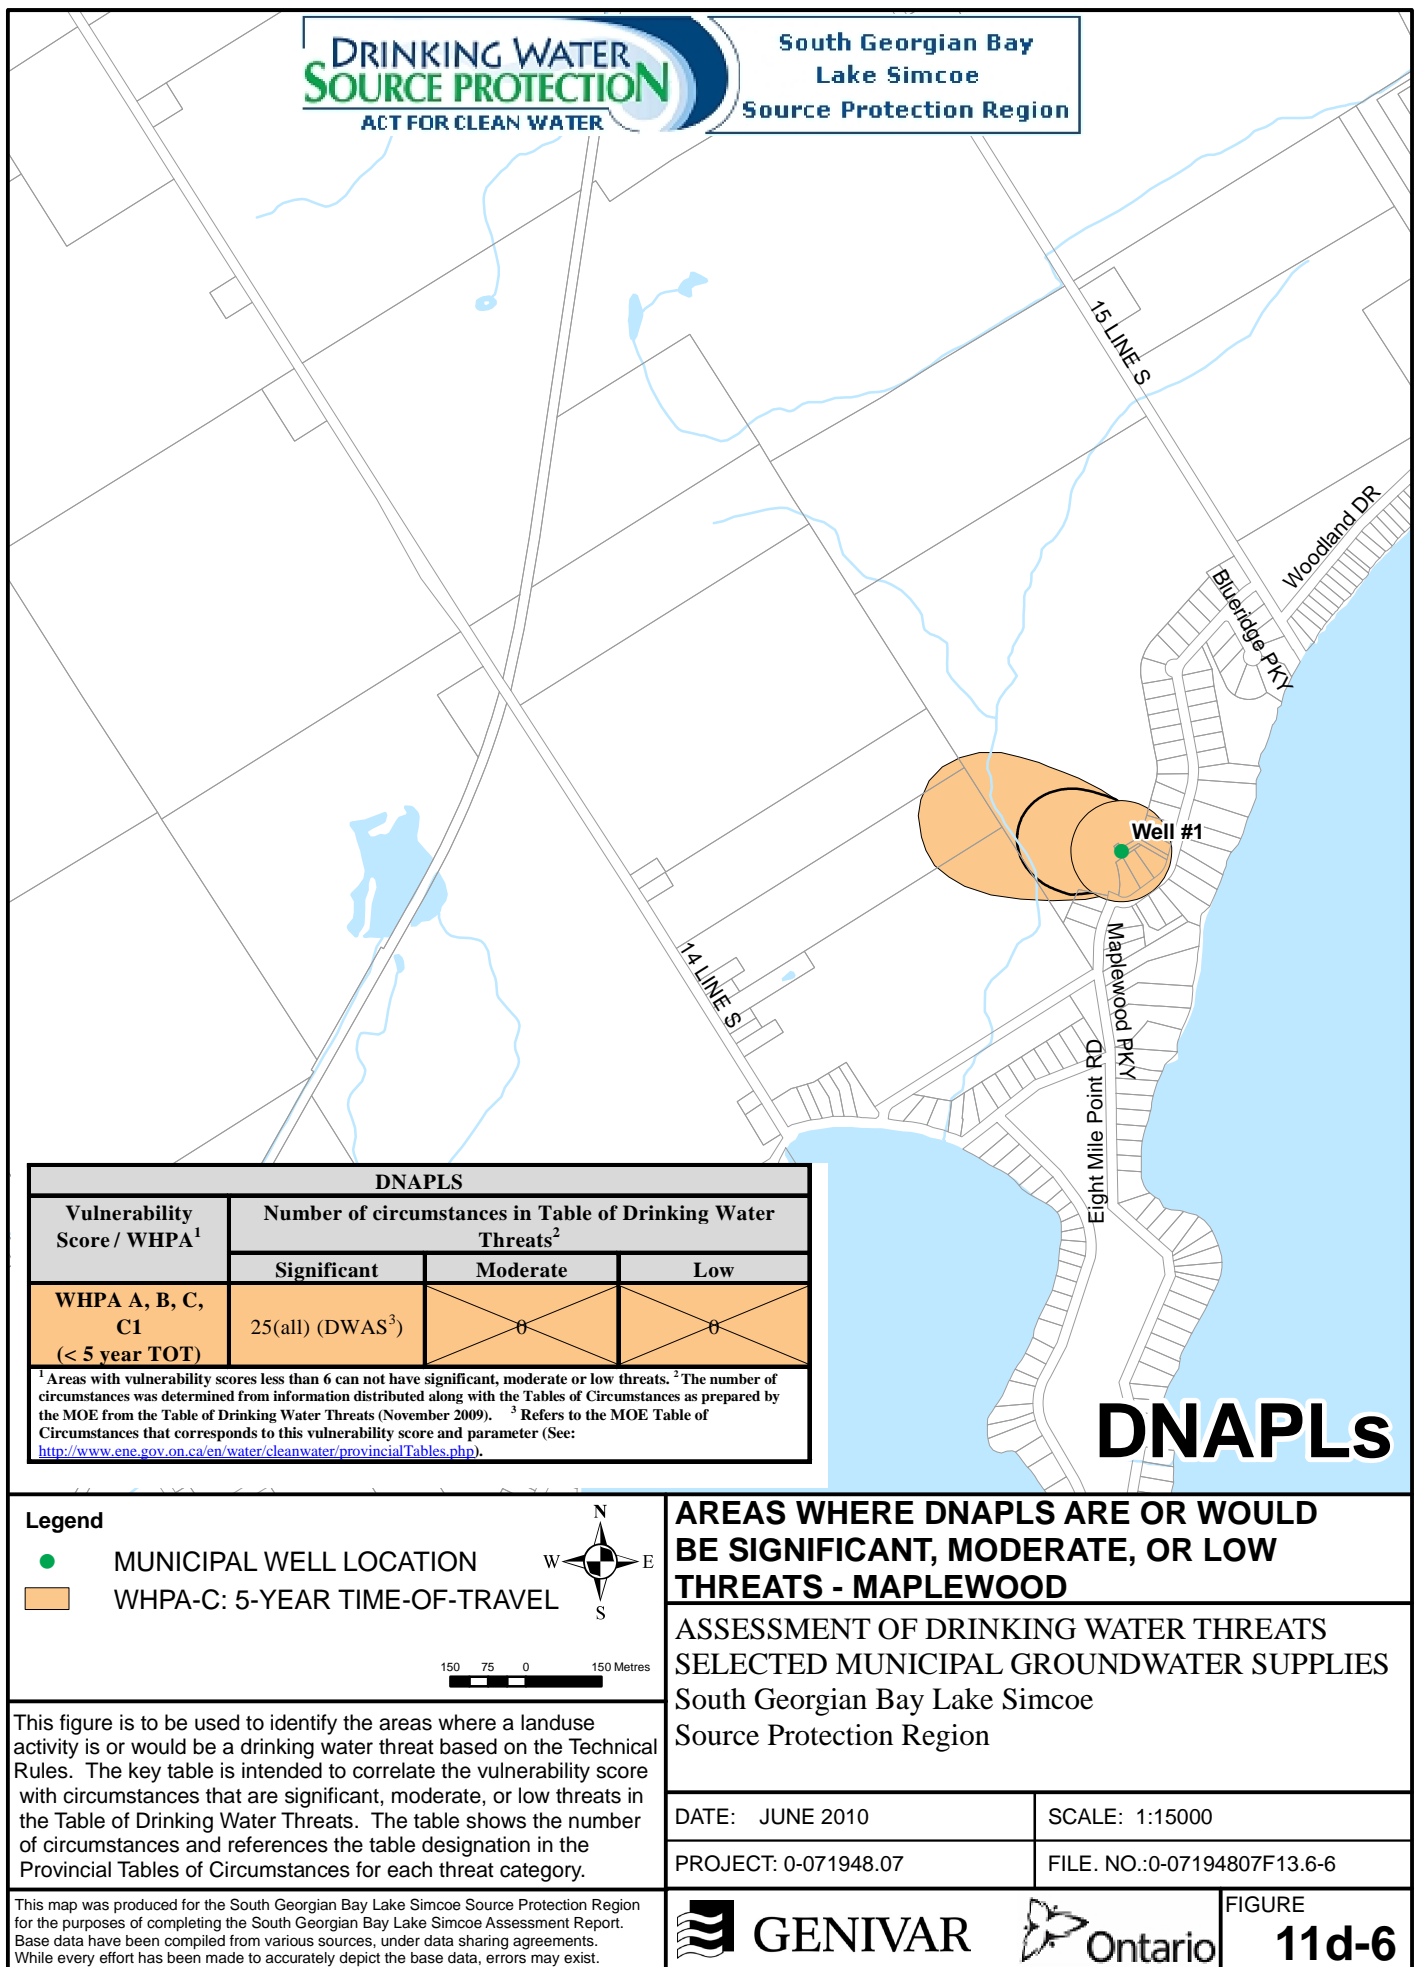 DRINKING WATER
SOURCE PROTECTION
ACT FOR CLEAN WATER
South Georgian Bay
Lake Simcoe
Source Protection Region
15 LINE S
Woodland DR
Blueridge PKY
Well #1
14 LINE S
Maplewood PKY
Eight Mile Point RD
DNAPLS
Vulnerability
Score / WHPA1
Number of circumstances in Table of Drinking Water
Threats2
Significant
Moderate
Low
WHPA A, B, C,
C1
(< 5 year TOT)
25(all) (DWAS3)
0
0
1 Areas with vulnerability scores less than 6 can not have significant, moderate or low threats. 2 The number of
circumstances was determined from information distributed along with the Tables of Circumstances as prepared by
the MOE from the Table of Drinking Water Threats (November 2009). 3 Refers to the MOE Table of
Circumstances that corresponds to this vulnerability score and parameter (See:
http://www.ene.gov.on.ca/en/water/cleanwater/provincialTables.php).
DNAPLs
Legend
MUNICIPAL WELL LOCATION
WHPA-C: 5-YEAR TIME-OF-TRAVEL
N
W
E
S
150 75 0 150 Metres
This figure is to be used to identify the areas where a landuse
activity is or would be a drinking water threat based on the Technical
Rules. The key table is intended to correlate the vulnerability score
with circumstances that are significant, moderate, or low threats in
the Table of Drinking Water Threats. The table shows the number
of circumstances and references the table designation in the
Provincial Tables of Circumstances for each threat category.
This map was produced for the South Georgian Bay Lake Simcoe Source Protection Region
for the purposes of completing the South Georgian Bay Lake Simcoe Assessment Report.
Base data have been compiled from various sources, under data sharing agreements.
While every effort has been made to accurately depict the base data, errors may exist.
AREAS WHERE DNAPLS ARE OR WOULD
BE SIGNIFICANT, MODERATE, OR LOW
THREATS - MAPLEWOOD
ASSESSMENT OF DRINKING WATER THREATS
SELECTED MUNICIPAL GROUNDWATER SUPPLIES
South Georgian Bay Lake Simcoe
Source Protection Region
DATE: JUNE 2010
SCALE: 1:15000
PROJECT: 0-071948.07
FILE. NO.:0-07194807F13.6-6
GENIVAR
Ontario
FIGURE
11d-6